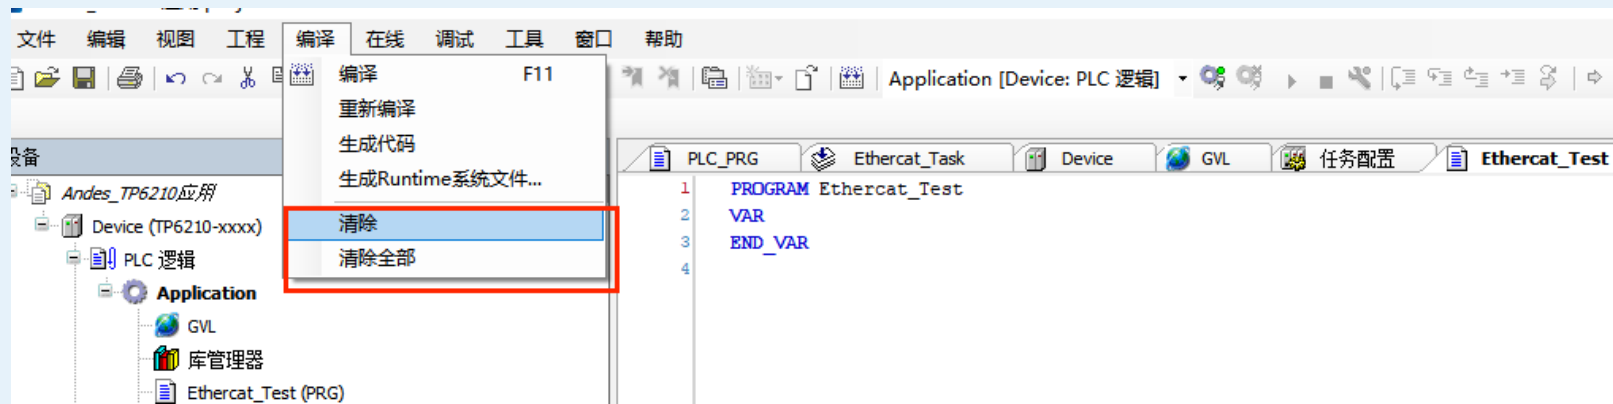 文件 编辑 视图 工程 编译 在线 调试 工具 窗口 帮助
编译 F11
Application [Device: PLC 逻辑]
重新编译
生成代码
生成Runtime系统文件...
清除
清除全部
设备
Andes_TP6210应用
Device (TP6210-xxxx)
PLC 逻辑
Application
GVL
库管理器
Ethercat_Test (PRG)
PLC_PRG Ethercat_Task Device GVL 任务配置 Ethercat_Test
1 PROGRAM Ethercat_Test
2 VAR
3 END_VAR
4